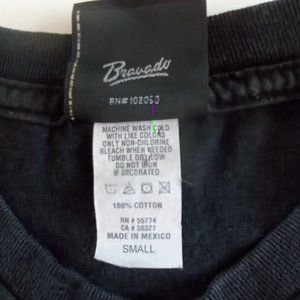 Bravado
RN# 102090
MACHINE WASH COLD
WITH LIKE COLORS
ONLY NON-CHLORINE
BLEACH WHEN NEEDED
TUMBLE DRY LOW
DO NOT IRON
IF DECORATED
100% COTTON
RN # 55774
CA # 38327
MADE IN MEXICO
SMALL